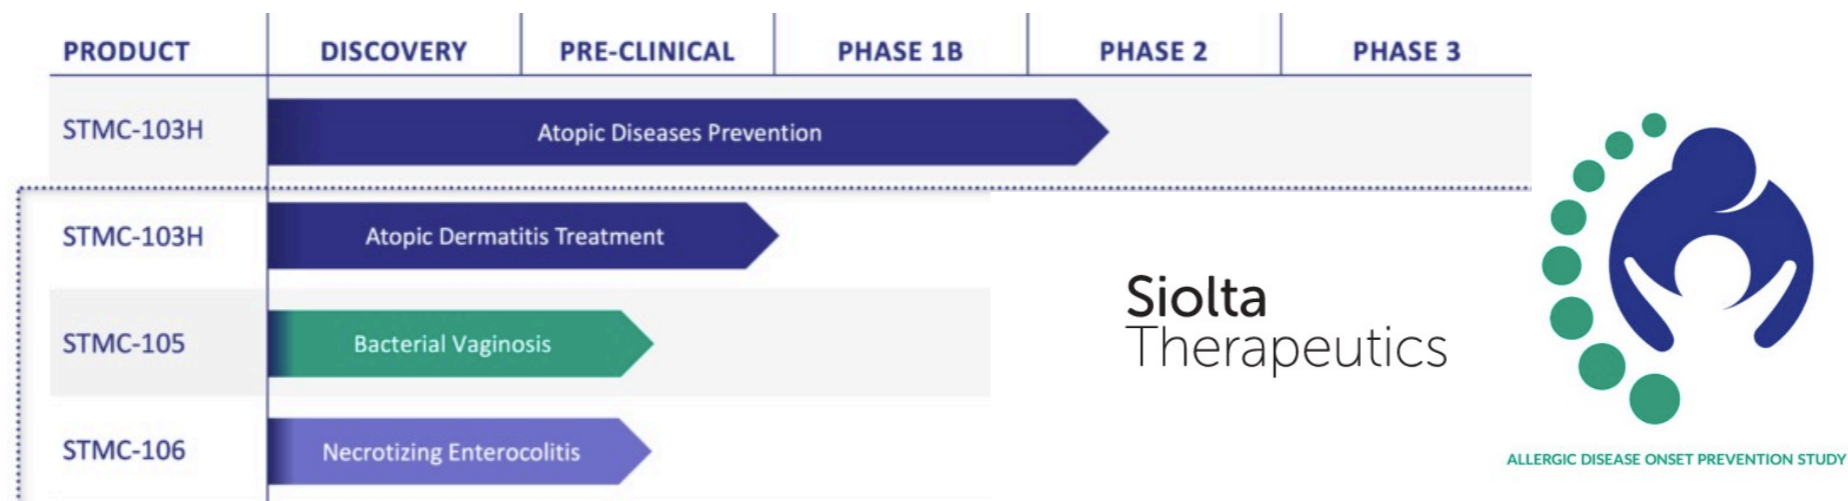 PRODUCT DISCOVERY PRE-CLINICAL PHASE 1B PHASE 2 PHASE 3
STMC-103H Atopic Diseases Prevention
STMC-103H Atopic Dermatitis Treatment
STMC-105 Bacterial Vaginosis
STMC-106 Necrotizing Enterocolitis
Siolta
Therapeutics
ALLERGIC DISEASE ONSET PREVENTION STUDY